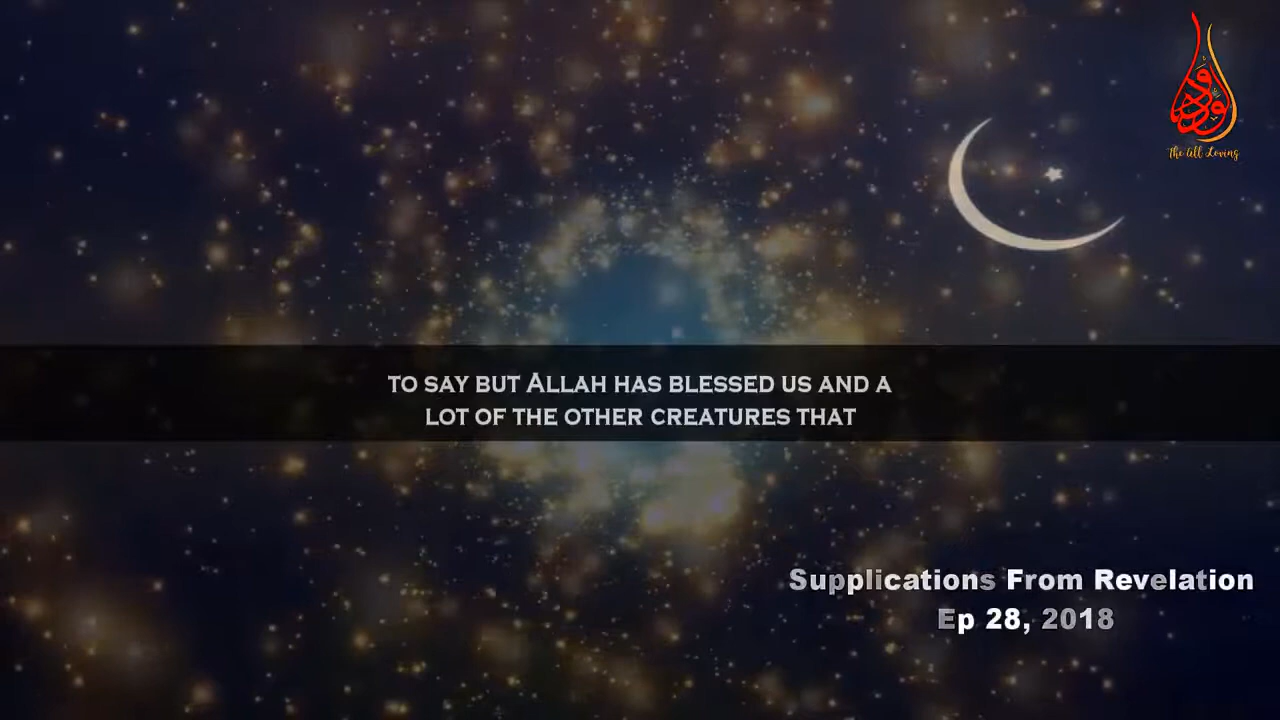 الودود
The All Loving
TO SAY BUT ALLAH HAS BLESSED US AND A
LOT OF THE OTHER CREATURES THAT
Supplications From Revelation
Ep 28, 2018